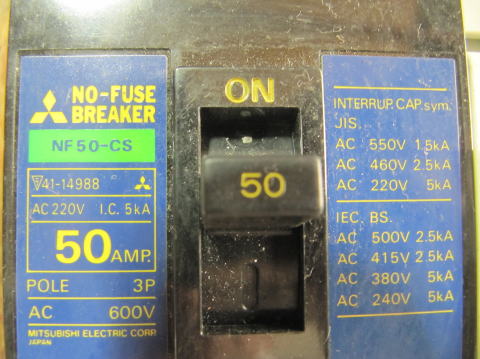 NO-FUSE
BREAKER
NF50-CS
▽41-14988
AC 220V I.C. 5kA
50 AMP.
POLE 3P
AC 600V
MITSUBISHI ELECTRIC CORP.
JAPAN
ON
50
INTERRUP. CAP. sym.
JIS.
AC 550V 1.5kA
AC 460V 2.5kA
AC 220V 5kA
IEC. BS.
AC 500V 2.5kA
AC 415V 2.5kA
AC 380V 5kA
AC 240V 5kA